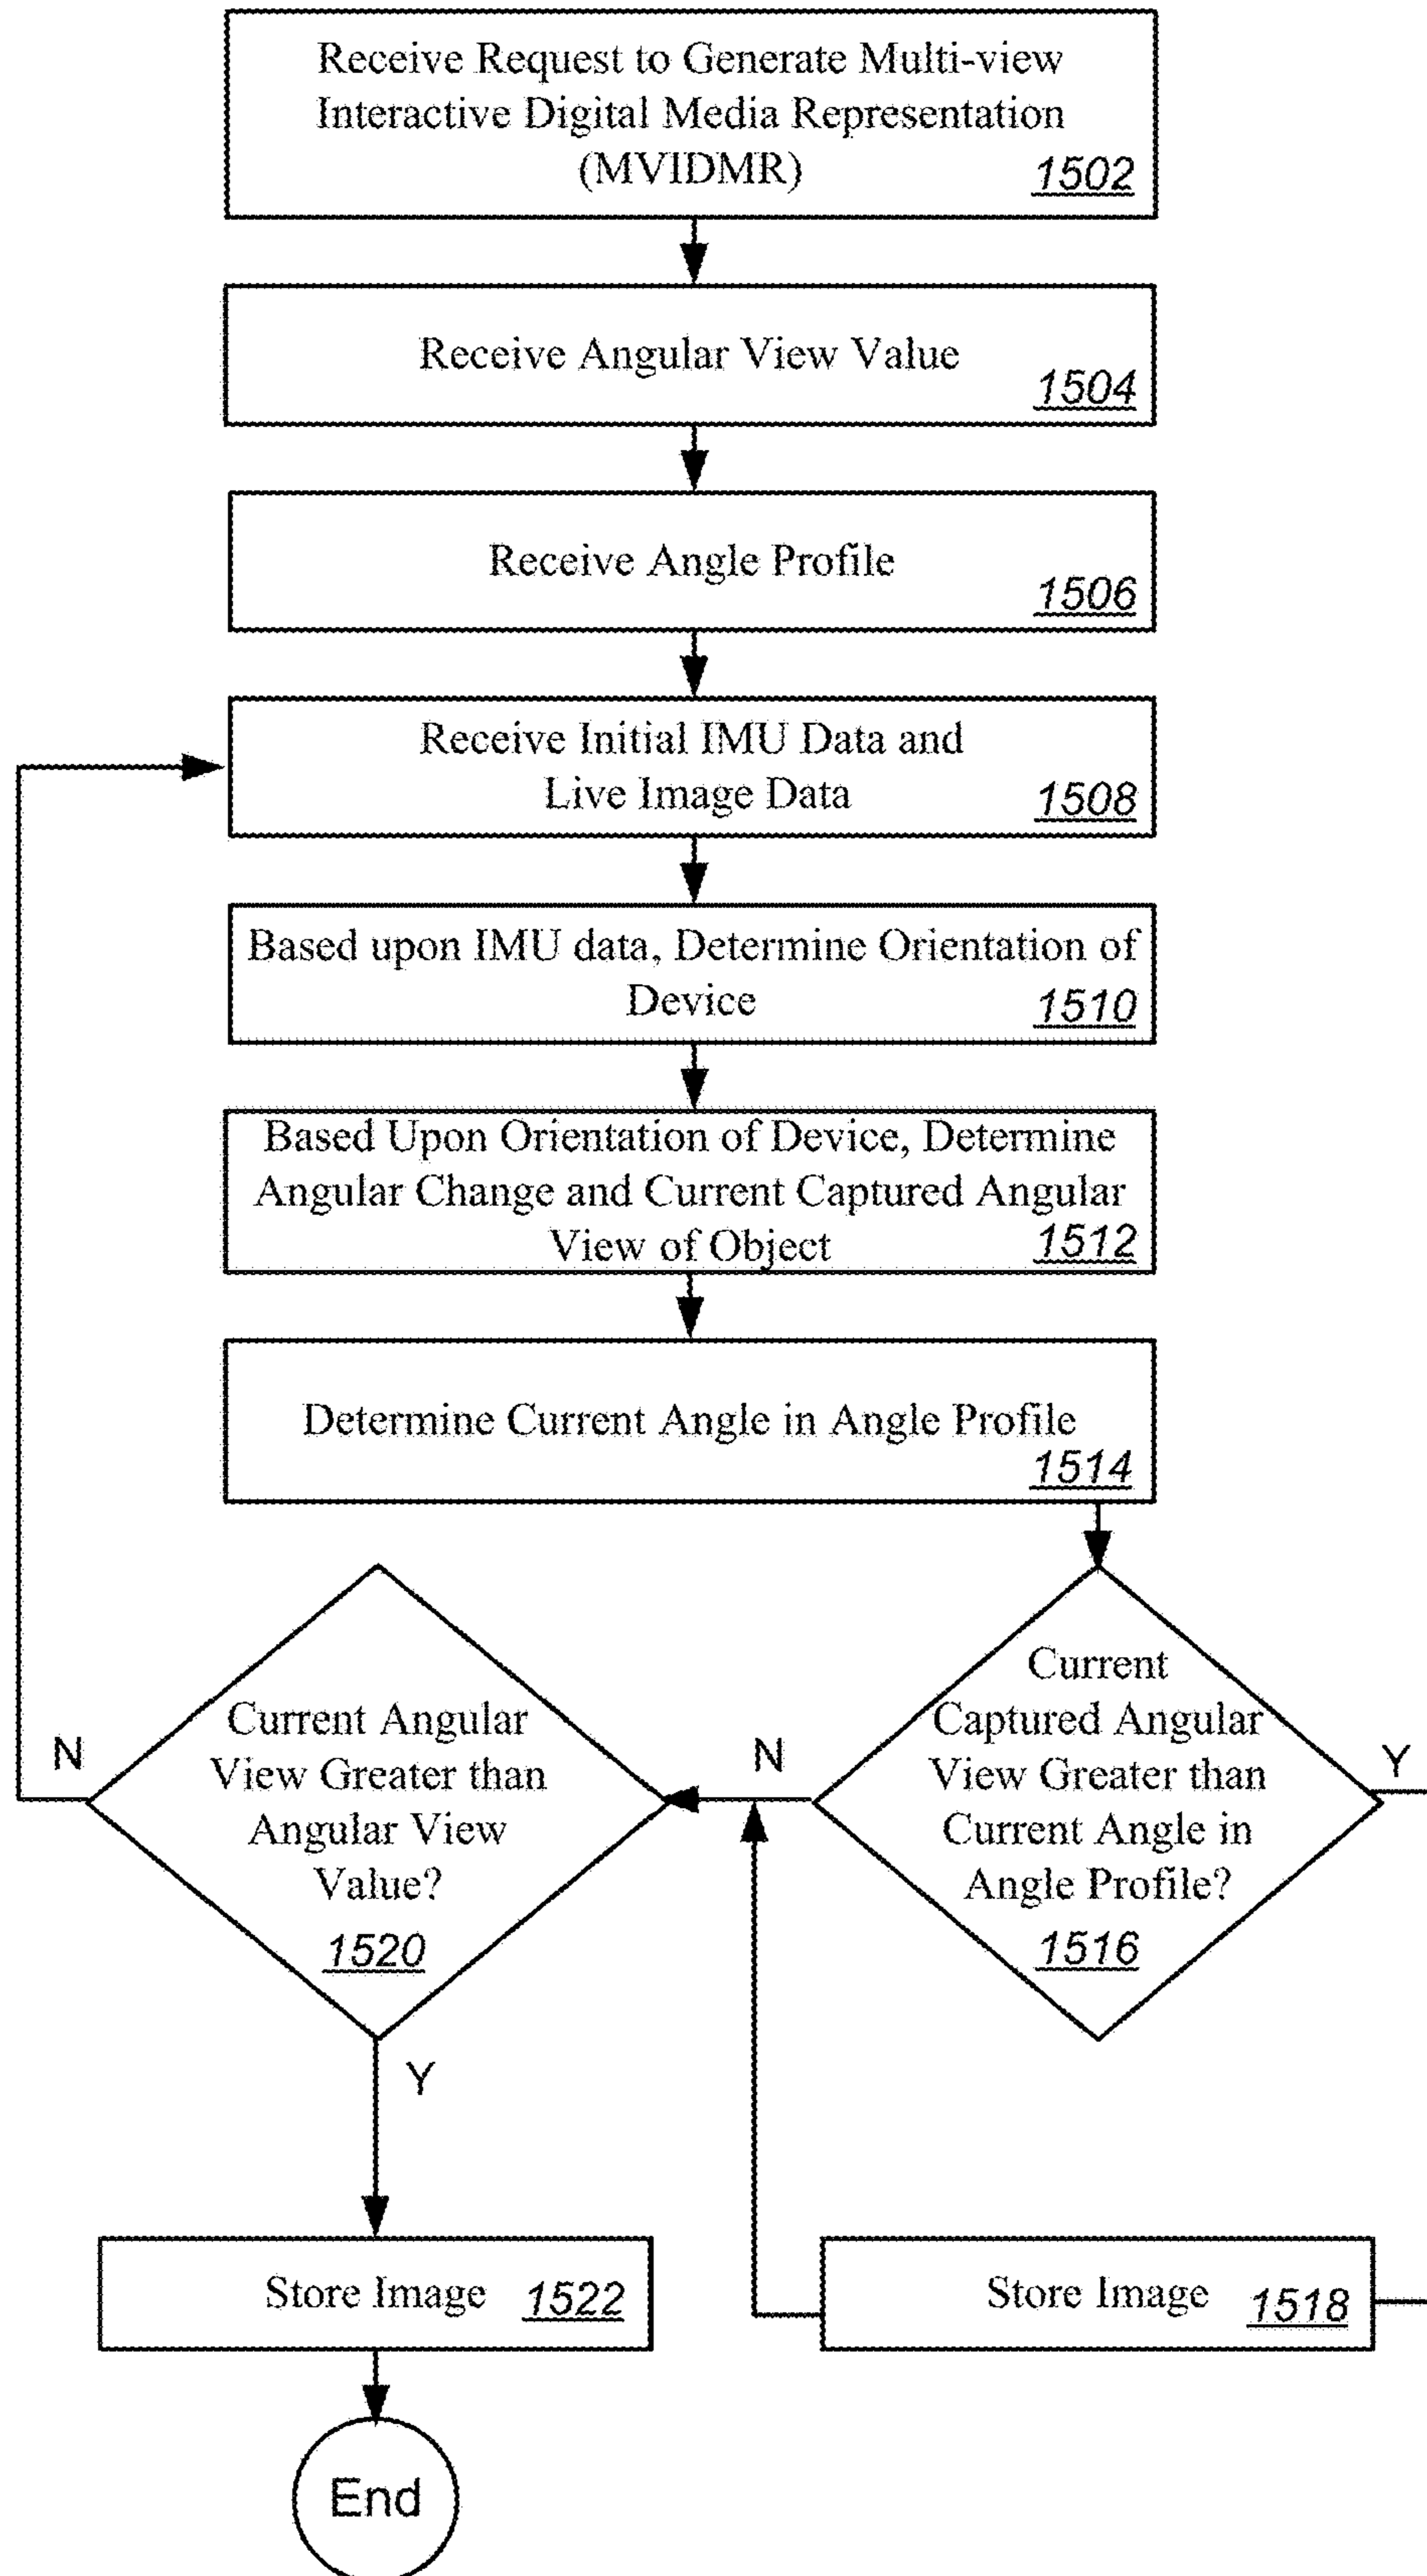 Receive Request to Generate Multi-view
Interactive Digital Media Representation
(MVIDMR)
1502
Receive Angular View Value
1504
Receive Angle Profile
1506
Receive Initial IMU Data and
Live Image Data
1508
Based upon IMU data, Determine Orientation of
Device
1510
Based Upon Orientation of Device, Determine
Angular Change and Current Captured Angular
View of Object
1512
Determine Current Angle in Angle Profile
1514
Current
Captured Angular
View Greater than
Current Angle in
Angle Profile?
1516
Y
N
Current Angular
View Greater than
Angular View
Value?
1520
N
Y
Store Image
1518
Store Image
1522
End